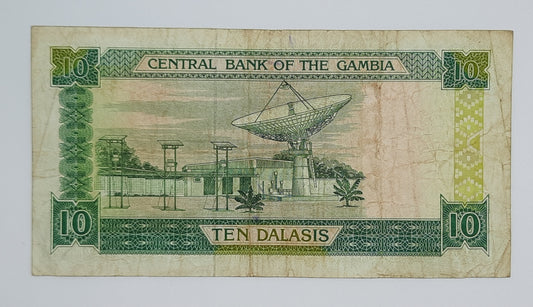 10 CENTRAL BANK OF THE GAMBIA 10
10 TEN DALASIS 10